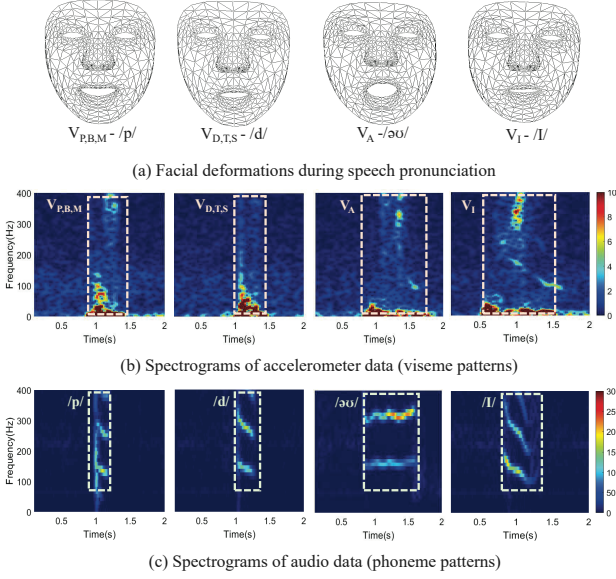 V_P,B,M - /p/ V_D,T,S - /d/ V_A - /əʊ/ V_I - /I/
(a) Facial deformations during speech pronunciation
V_P,B,M V_D,T,S V_A V_I
Frequency(Hz)
400 300 200 100 0
0.5 1 1.5 2 0.5 1 1.5 2 0.5 1 1.5 2 0.5 1 1.5 2
Time(s) Time(s) Time(s) Time(s)
10 8 6 4 2 0
(b) Spectrograms of accelerometer data (viseme patterns)
/p/ /d/ /əʊ/ /I/
Frequency(Hz)
400 300 200 100 0
0.5 1 1.5 2 0.5 1 1.5 2 0.5 1 1.5 2 0.5 1 1.5 2
Time(s) Time(s) Time(s) Time(s)
30 25 20 15 10 5 0
(c) Spectrograms of audio data (phoneme patterns)